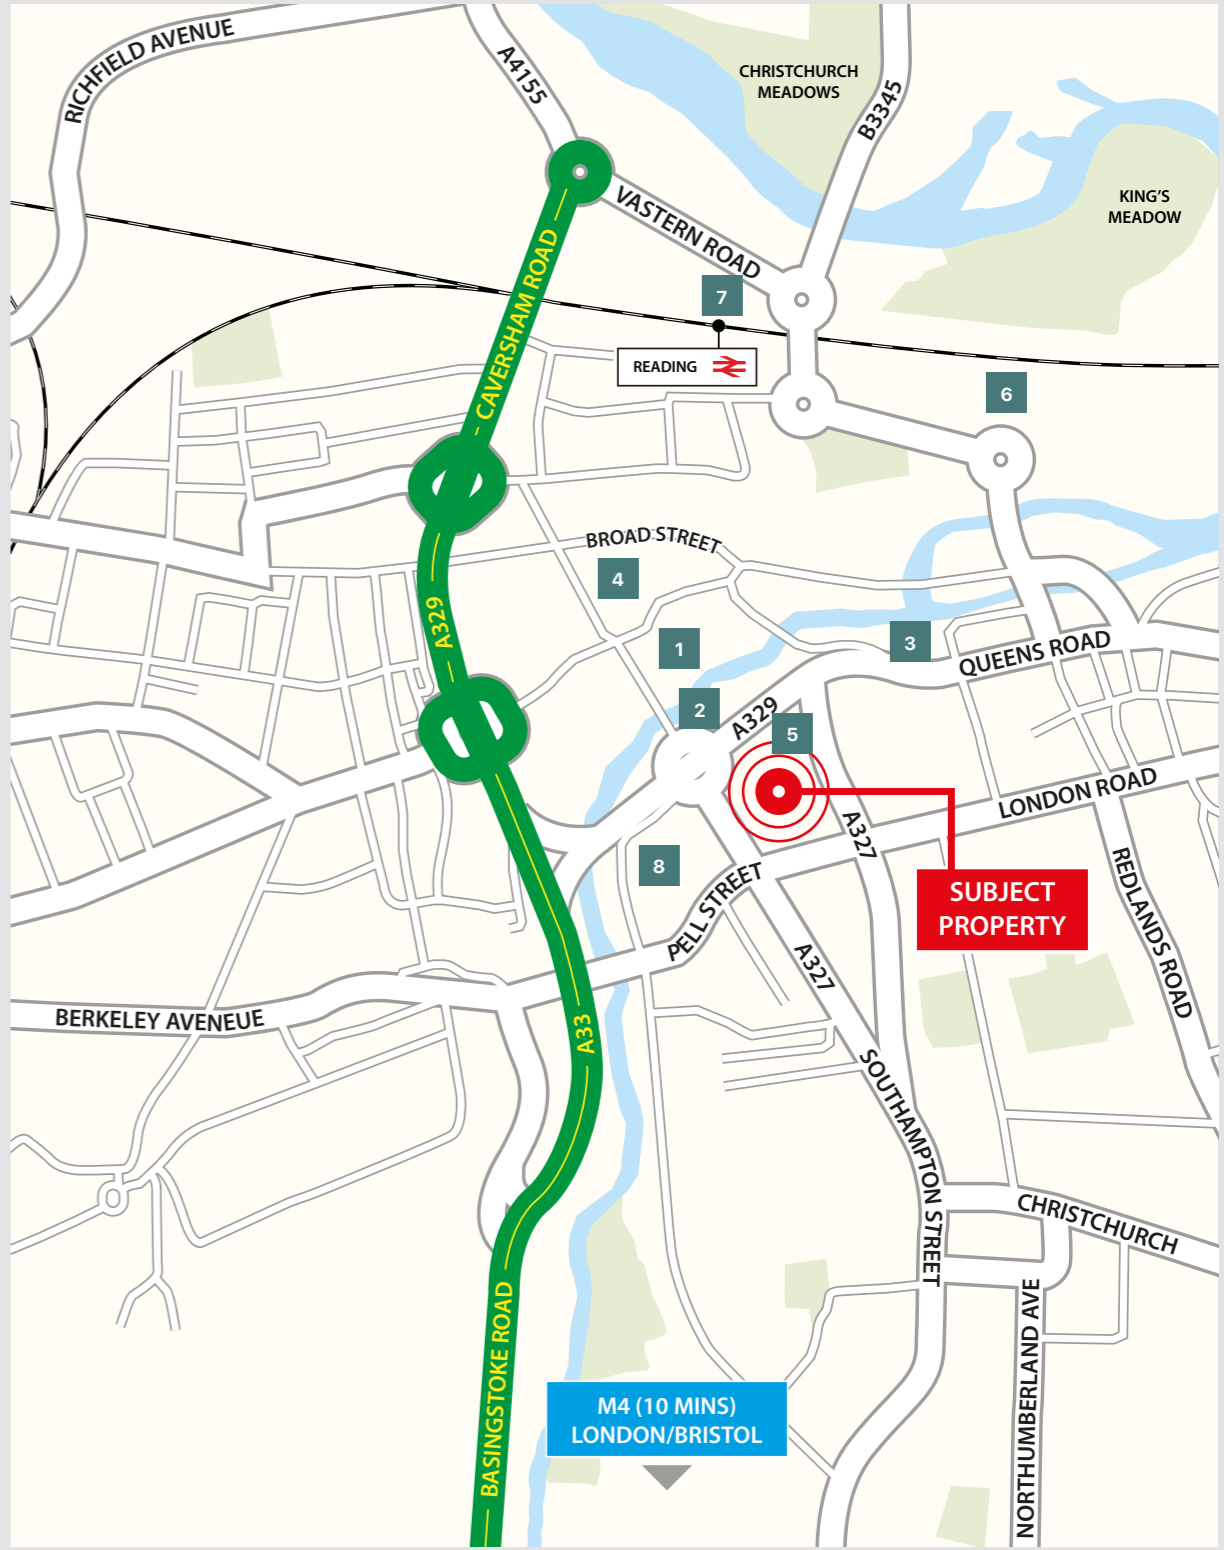 RICHFIELD AVENUE
A4155
CHRISTCHURCH
MEADOWS
B3345
KING'S
MEADOW
VASTERN ROAD
CAVERSHAM ROAD
7
READING
6
BROAD STREET
4
A329
1
3
QUEENS ROAD
2
A329
5
LONDON ROAD
A327
8
PELL STREET
SUBJECT
PROPERTY
REDLANDS ROAD
A327
BERKELEY AVENEUE
A33
SOUTHAMPTON STREET
CHRISTCHURCH
BASINGSTOKE ROAD
NORTHUMBERLAND AVE
M4 (10 MINS)
LONDON/BRISTOL